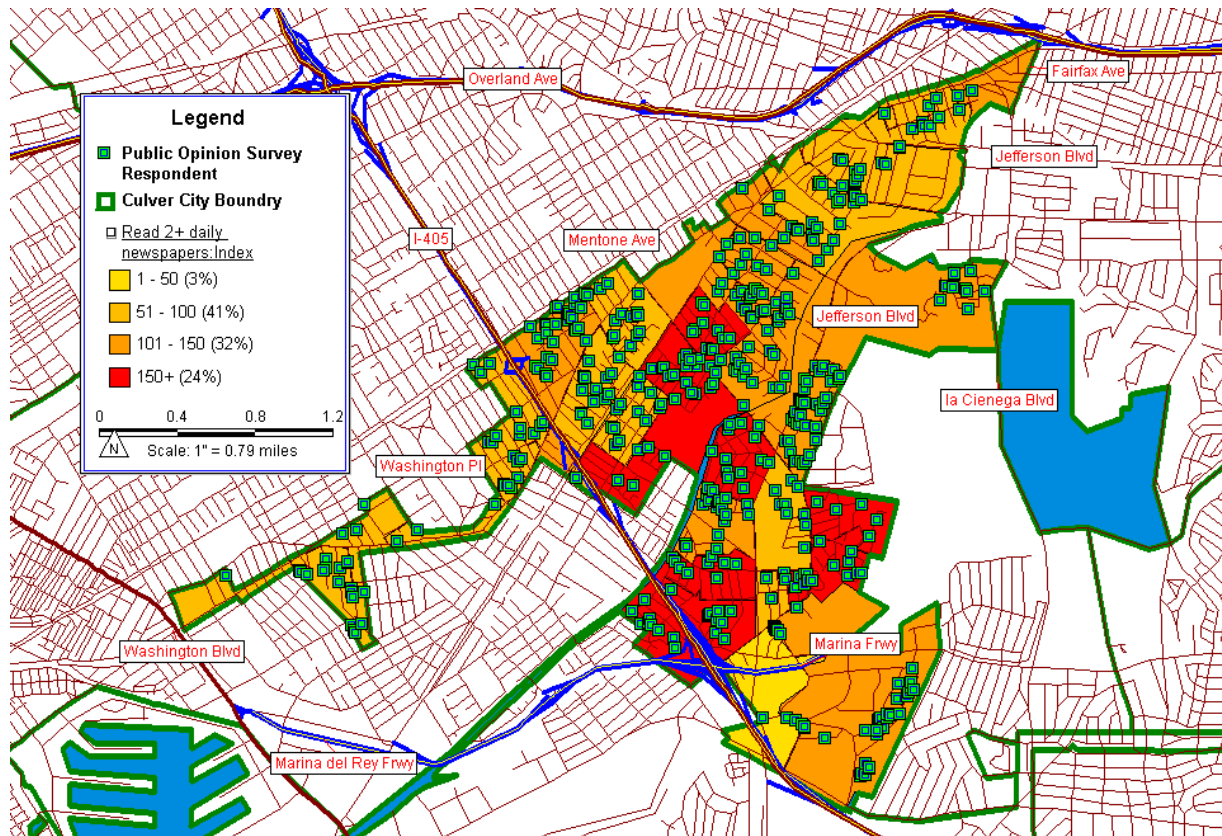 Overland Ave
Fairfax Ave
Legend
Public Opinion Survey
Respondent
Culver City Boundry
Read 2+ daily
newspapers:Index
1 - 50 (3%)
51 - 100 (41%)
101 - 150 (32%)
150+ (24%)
0 0.4 0.8 1.2
N
Scale: 1" = 0.79 miles
Jefferson Blvd
I-405
Mentone Ave
Jefferson Blvd
la Cienega Blvd
Washington Pl
Washington Blvd
Marina Frwy
Marina del Rey Frwy